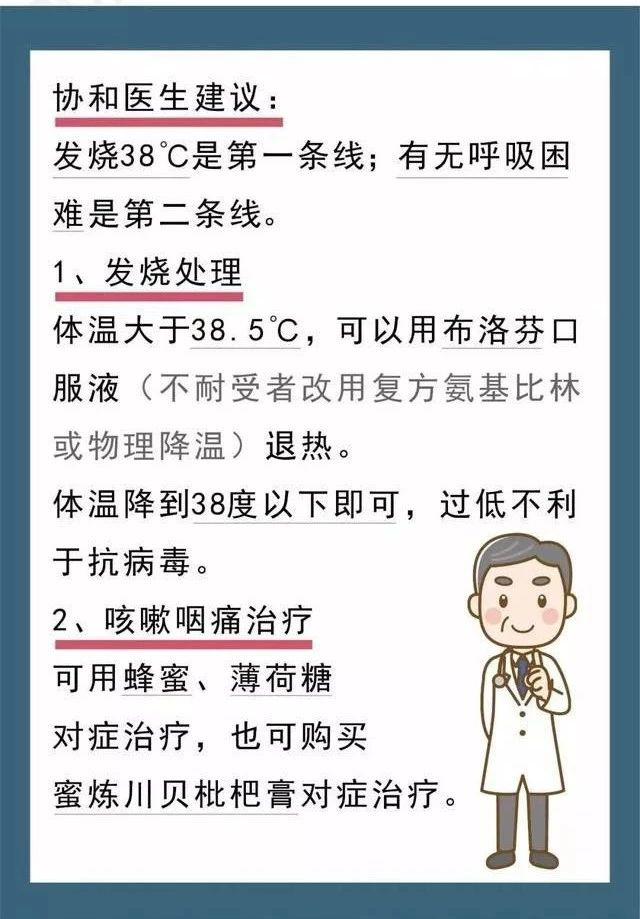 协和医生建议：
发烧38℃是第一条线；有无呼吸困
难是第二条线。
1、发烧处理
体温大于38.5℃，可以用布洛芬口
服液（不耐受者改用复方氨基比林
或物理降温）退热。
体温降到38度以下即可，过低不利
于抗病毒。
2、咳嗽咽痛治疗
可用蜂蜜、薄荷糖
对症治疗，也可购买
蜜炼川贝枇杷膏对症治疗。